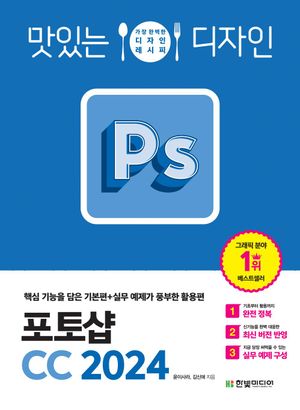 맛있는
가장 완벽한
디자인
레시피
디자인
Ps
그래픽 분야
1위
베스트셀러
핵심 기능을 담은 기본편+실무 예제가 풍부한 활용편
포토샵
CC 2024
윤이사라, 김신애 지음
1 기초부터 활용까지
완전 정복
2 신기능을 완벽 대응한
최신 버전 반영
3 지금 당장 써먹을 수 있는
실무 예제 구성
한빛미디어